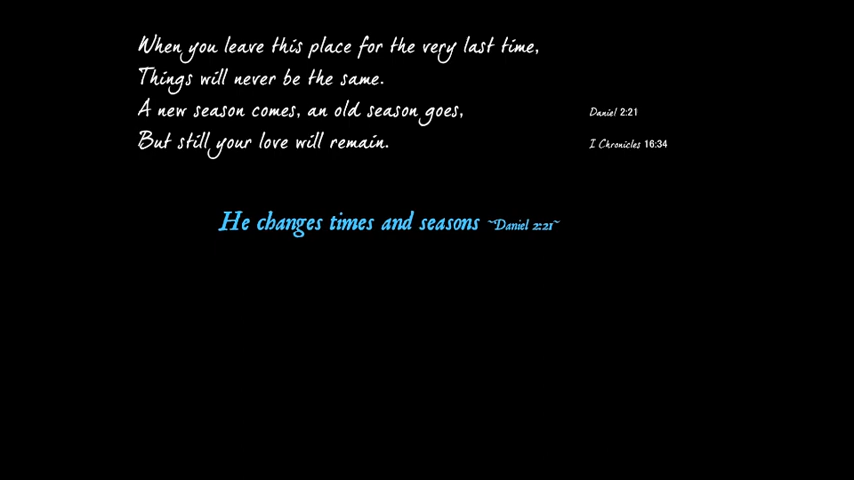 When you leave this place for the very last time,
Things will never be the same.
A new season comes, an old season goes, Daniel 2:21
But still your love will remain. I Chronicles 16:34
He changes times and seasons ~Daniel 2:21~